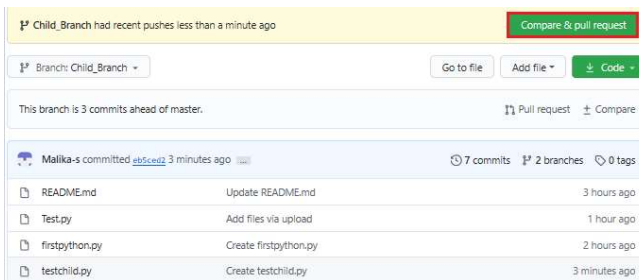 Child_Branch had recent pushes less than a minute ago Compare & pull request
Branch: Child_Branch Go to file Add file Code
This branch is 3 commits ahead of master. Pull request Compare
Malika-s committed eb5ced2 3 minutes ago ... 7 commits 2 branches 0 tags
README.md Update README.md 3 hours ago
Test.py Add files via upload 1 hour ago
firstpython.py Create firstpython.py 2 hours ago
testchild.py Create testchild.py 3 minutes ago